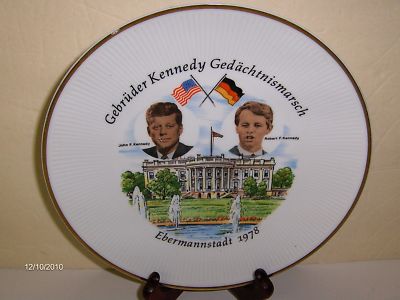 Gebrüder Kennedy Gedächtnismarsch
John F. Kennedy
Robert F. Kennedy
Ebermannstadt 1978
12/10/2010